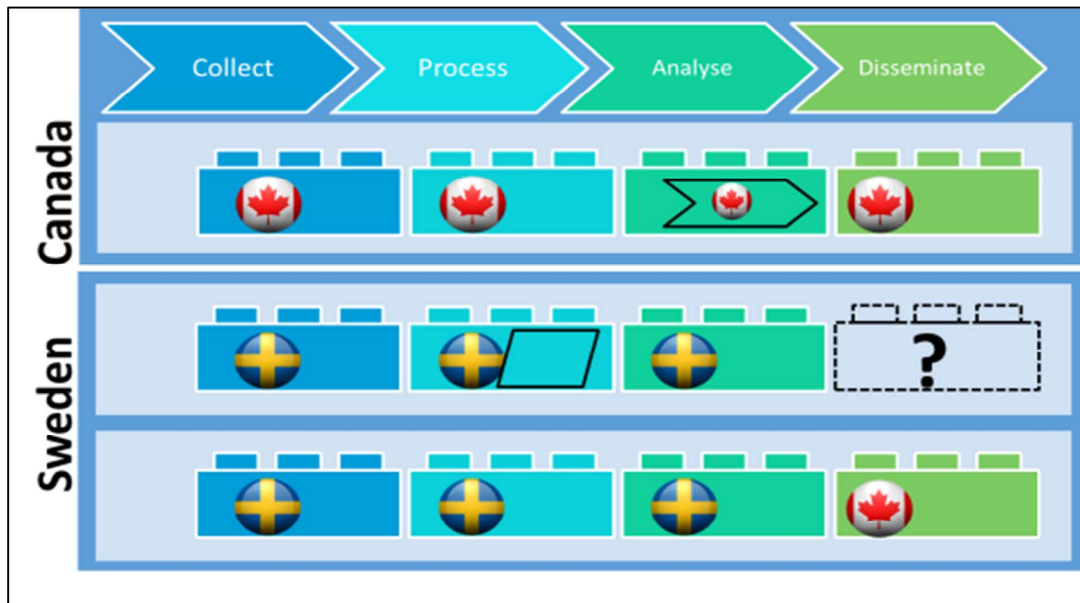 Collect
Process
Analyse
Disseminate
Canada
Sweden
?